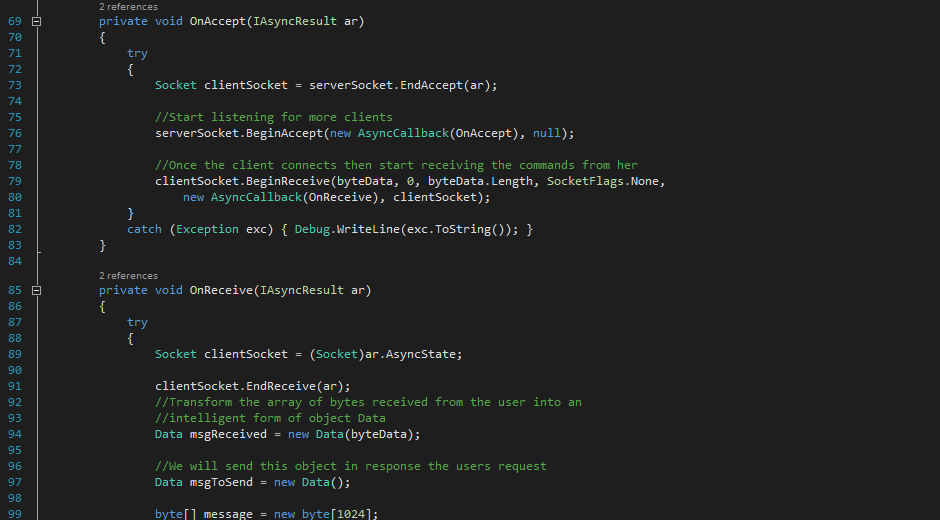 2 references
69 private void OnAccept(IAsyncResult ar)
70 {
71 try
72 {
73 Socket clientSocket = serverSocket.EndAccept(ar);
74
75 //Start listening for more clients
76 serverSocket.BeginAccept(new AsyncCallback(OnAccept), null);
77
78 //Once the client connects then start receiving the commands from her
79 clientSocket.BeginReceive(byteData, 0, byteData.Length, SocketFlags.None,
80 new AsyncCallback(OnReceive), clientSocket);
81 }
82 catch (Exception exc) { Debug.WriteLine(exc.ToString()); }
83 }
84
2 references
85 private void OnReceive(IAsyncResult ar)
86 {
87 try
88 {
89 Socket clientSocket = (Socket)ar.AsyncState;
90
91 clientSocket.EndReceive(ar);
92 //Transform the array of bytes received from the user into an
93 //intelligent form of object Data
94 Data msgReceived = new Data(byteData);
95
96 //We will send this object in response the users request
97 Data msgToSend = new Data();
98
99 byte[] message = new byte[1024];